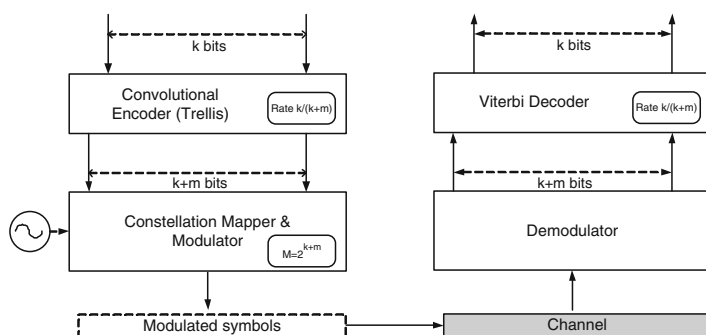 k bits
Convolutional
Encoder (Trellis)
Rate k/(k+m)
k+m bits
Constellation Mapper &
Modulator
M=2^{k+m}
Modulated symbols
k bits
Viterbi Decoder
Rate k/(k+m)
k+m bits
Demodulator
Channel